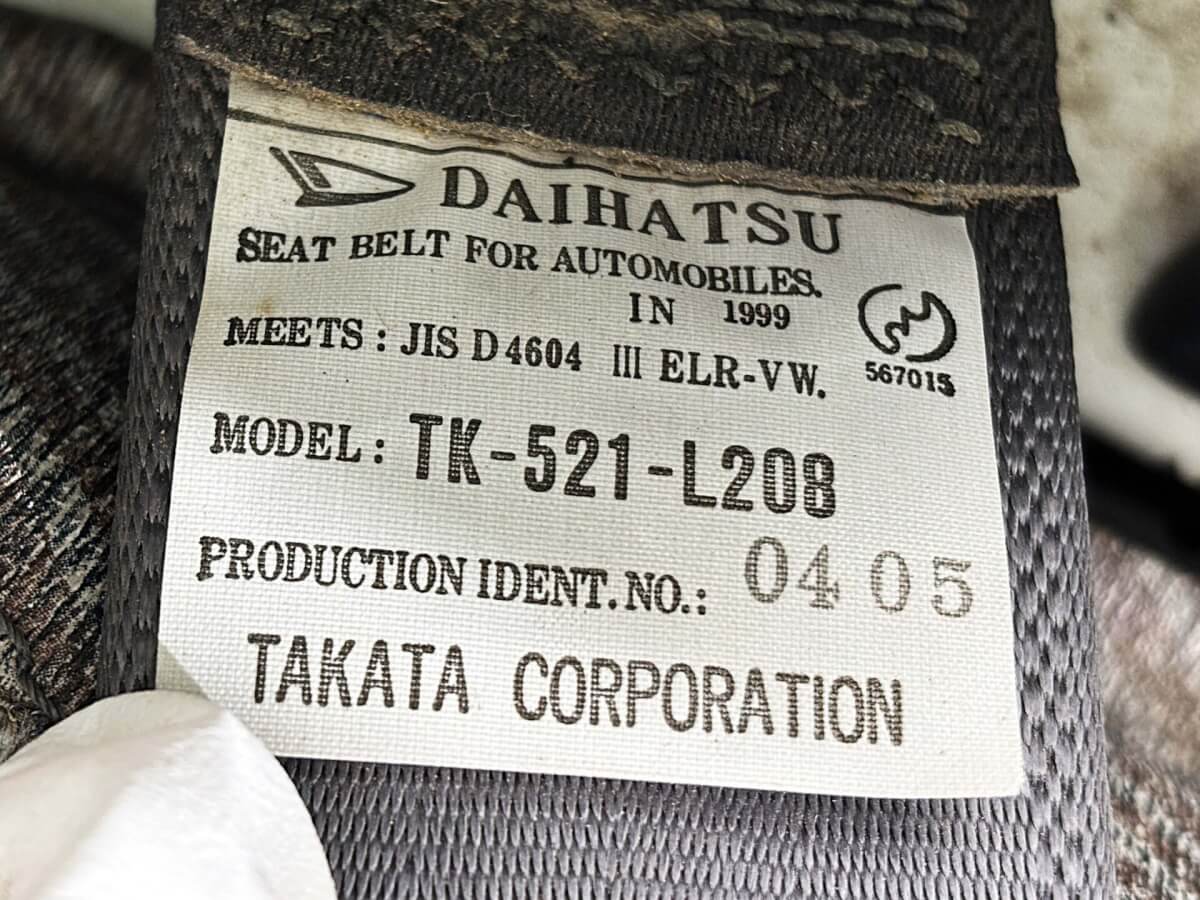 DAIHATSU
SEAT BELT FOR AUTOMOBILES.
IN 1999
MEETS : JIS D 4604 III ELR-VW.
567015
MODEL : TK-521-L208
PRODUCTION IDENT. NO.: 0405
TAKATA CORPORATION